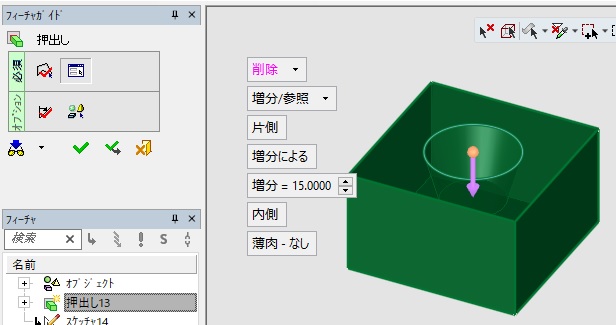 フィーチャガイド
押出し
必須
オプション
フィーチャ
検索
S
名前
オブジェクト
押出し13
スケッチャ14
削除
増分/参照
片側
増分による
増分 = 15.0000
内側
薄肉 - なし